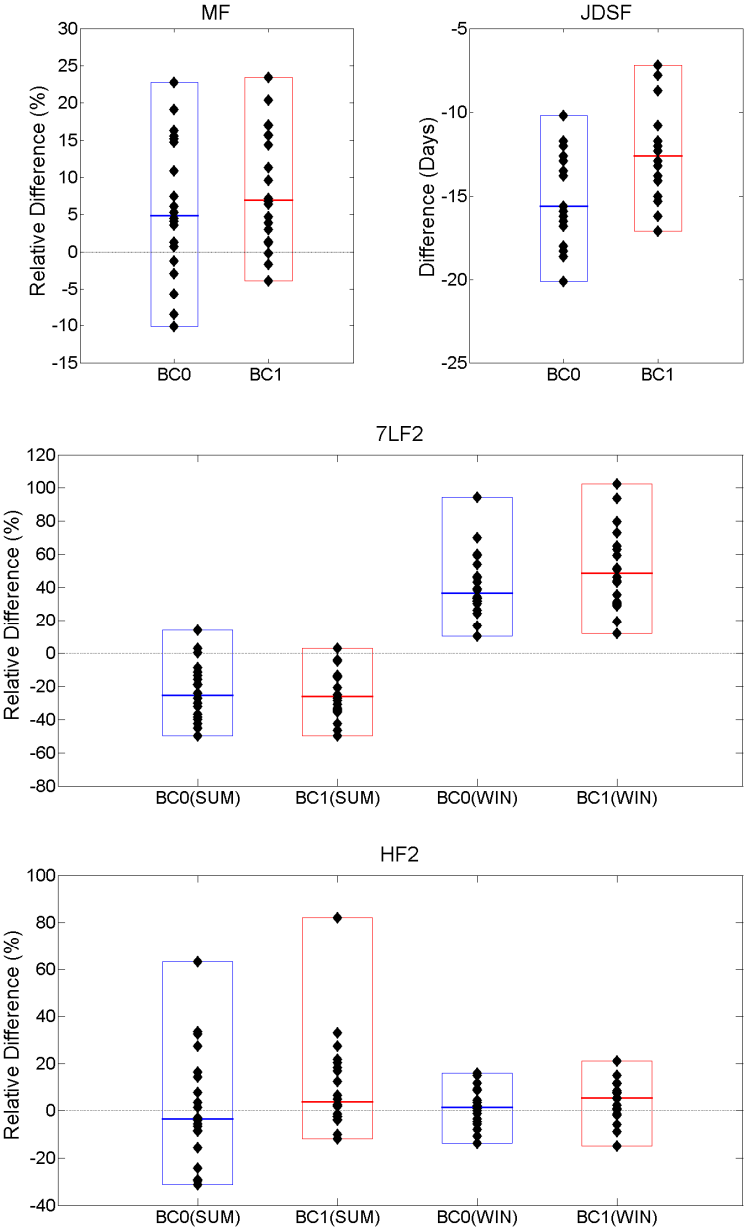 MF
Relative Difference (%)
30
25
20
15
10
5
0
-5
-10
-15
BC0 BC1
JDSF
Difference (Days)
-5
-10
-15
-20
-25
BC0 BC1
7LF2
Relative Difference (%)
120
100
80
60
40
20
0
-20
-40
-60
-80
BC0(SUM) BC1(SUM) BC0(WIN) BC1(WIN)
HF2
Relative Difference (%)
100
80
60
40
20
0
-20
-40
BC0(SUM) BC1(SUM) BC0(WIN) BC1(WIN)